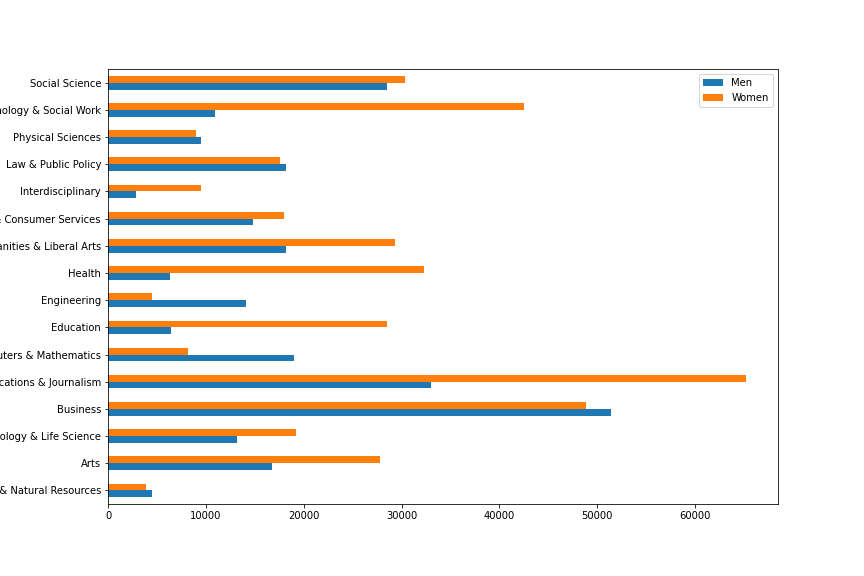 Men
Women
Social Science
nology & Social Work
Physical Sciences
Law & Public Policy
Interdisciplinary
& Consumer Services
anities & Liberal Arts
Health
Engineering
Education
uters & Mathematics
cations & Journalism
Business
ology & Life Science
Arts
& Natural Resources
0 10000 20000 30000 40000 50000 60000